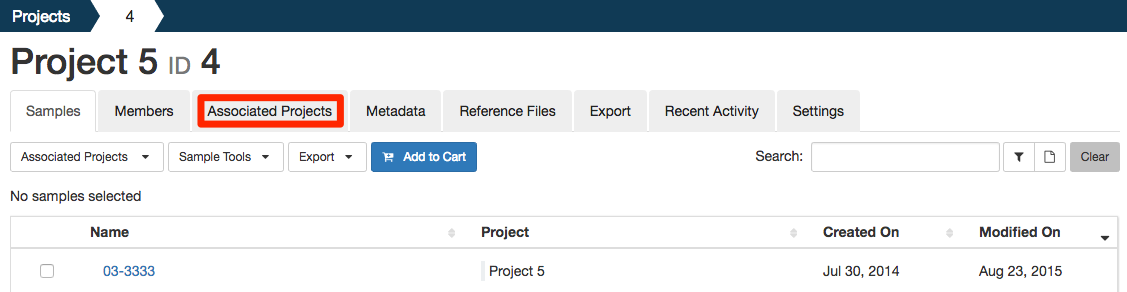 Projects 4
Project 5 ID 4
Samples Members Associated Projects Metadata Reference Files Export Recent Activity Settings
Associated Projects Sample Tools Export Add to Cart Search: Clear
No samples selected
Name Project Created On Modified On
03-3333 Project 5 Jul 30, 2014 Aug 23, 2015